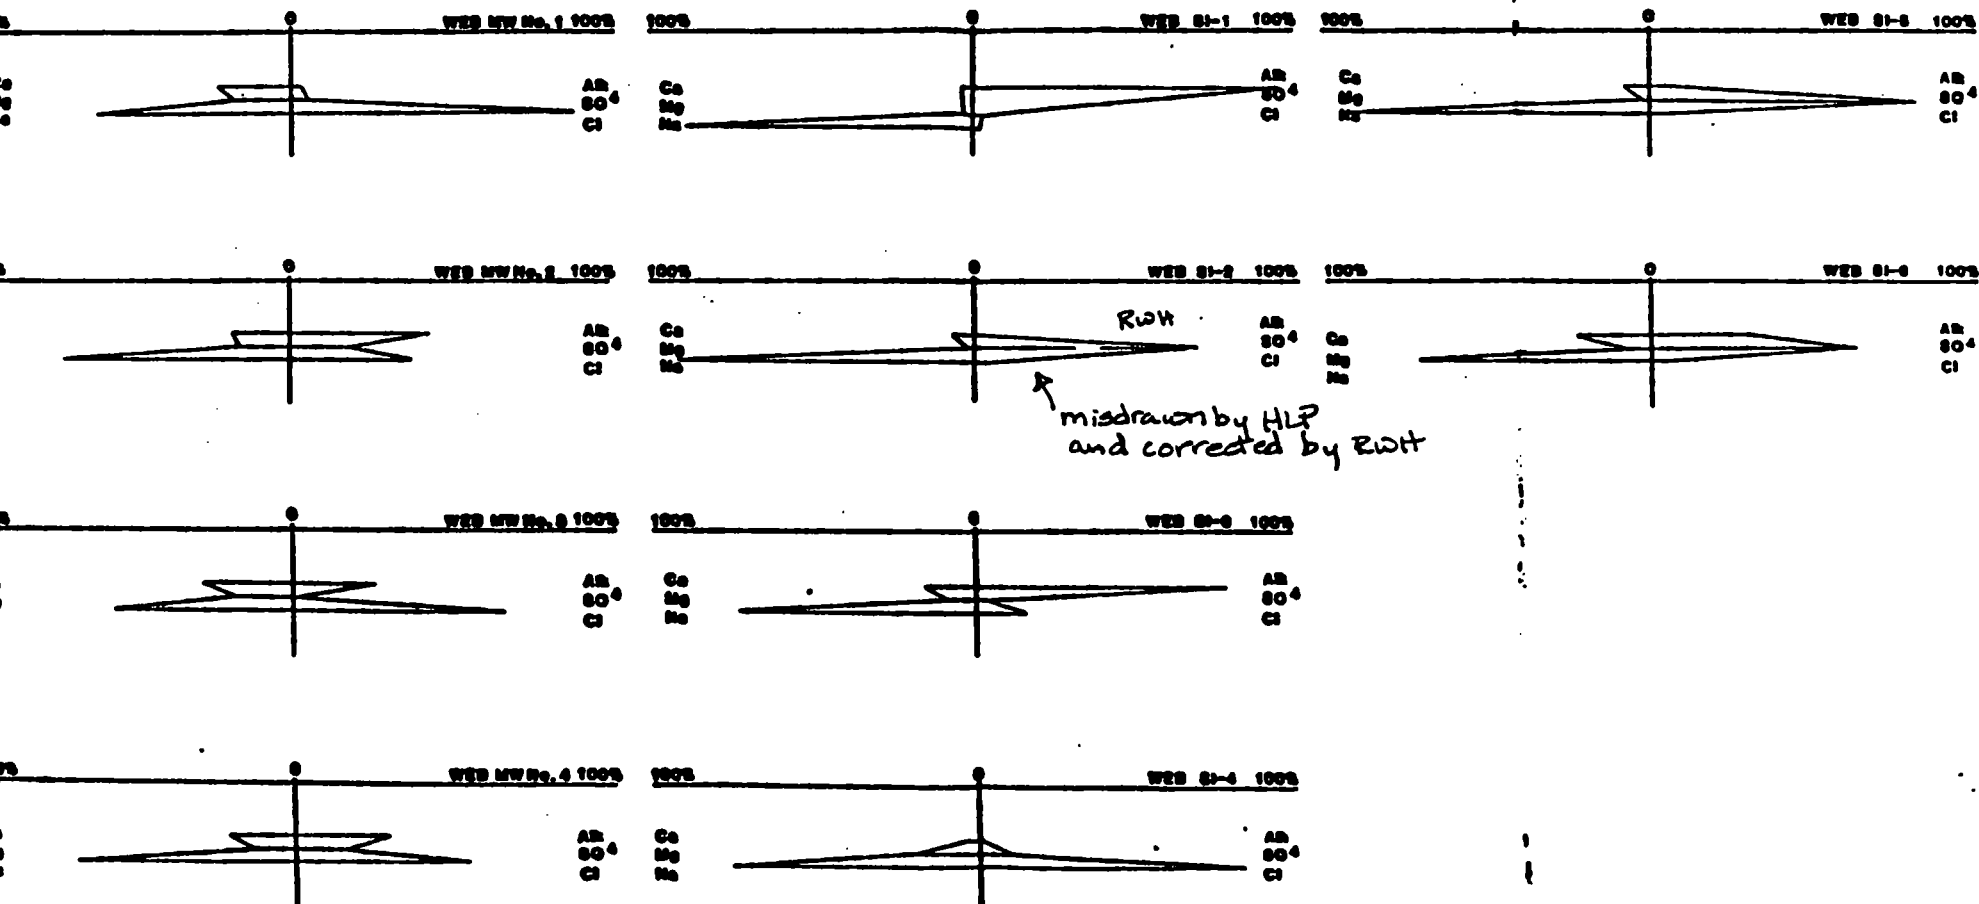 0 WEB MW No. 1 100%
Alk
SO4
Cl
100% 0 WEB SI-1 100%
Ca Alk
Mg SO4
Na Cl
100% 0 WEB SI-5 100%
Ca Alk
Mg SO4
Na Cl
0 WEB MW No. 2 100%
Alk
SO4
Cl
100% 0 WEB SI-2 100%
RWH
Ca Alk
Mg SO4
Na Cl
misdrawn by HLP
and corrected by RWH
100% 0 WEB SI-6 100%
Ca Alk
Mg SO4
Na Cl
0 WEB MW No. 3 100%
Alk
SO4
Cl
100% 0 WEB SI-3 100%
Ca Alk
Mg SO4
Na Cl
0 WEB MW No. 4 100%
Alk
SO4
Cl
100% 0 WEB SI-4 100%
Ca Alk
Mg SO4
Na Cl